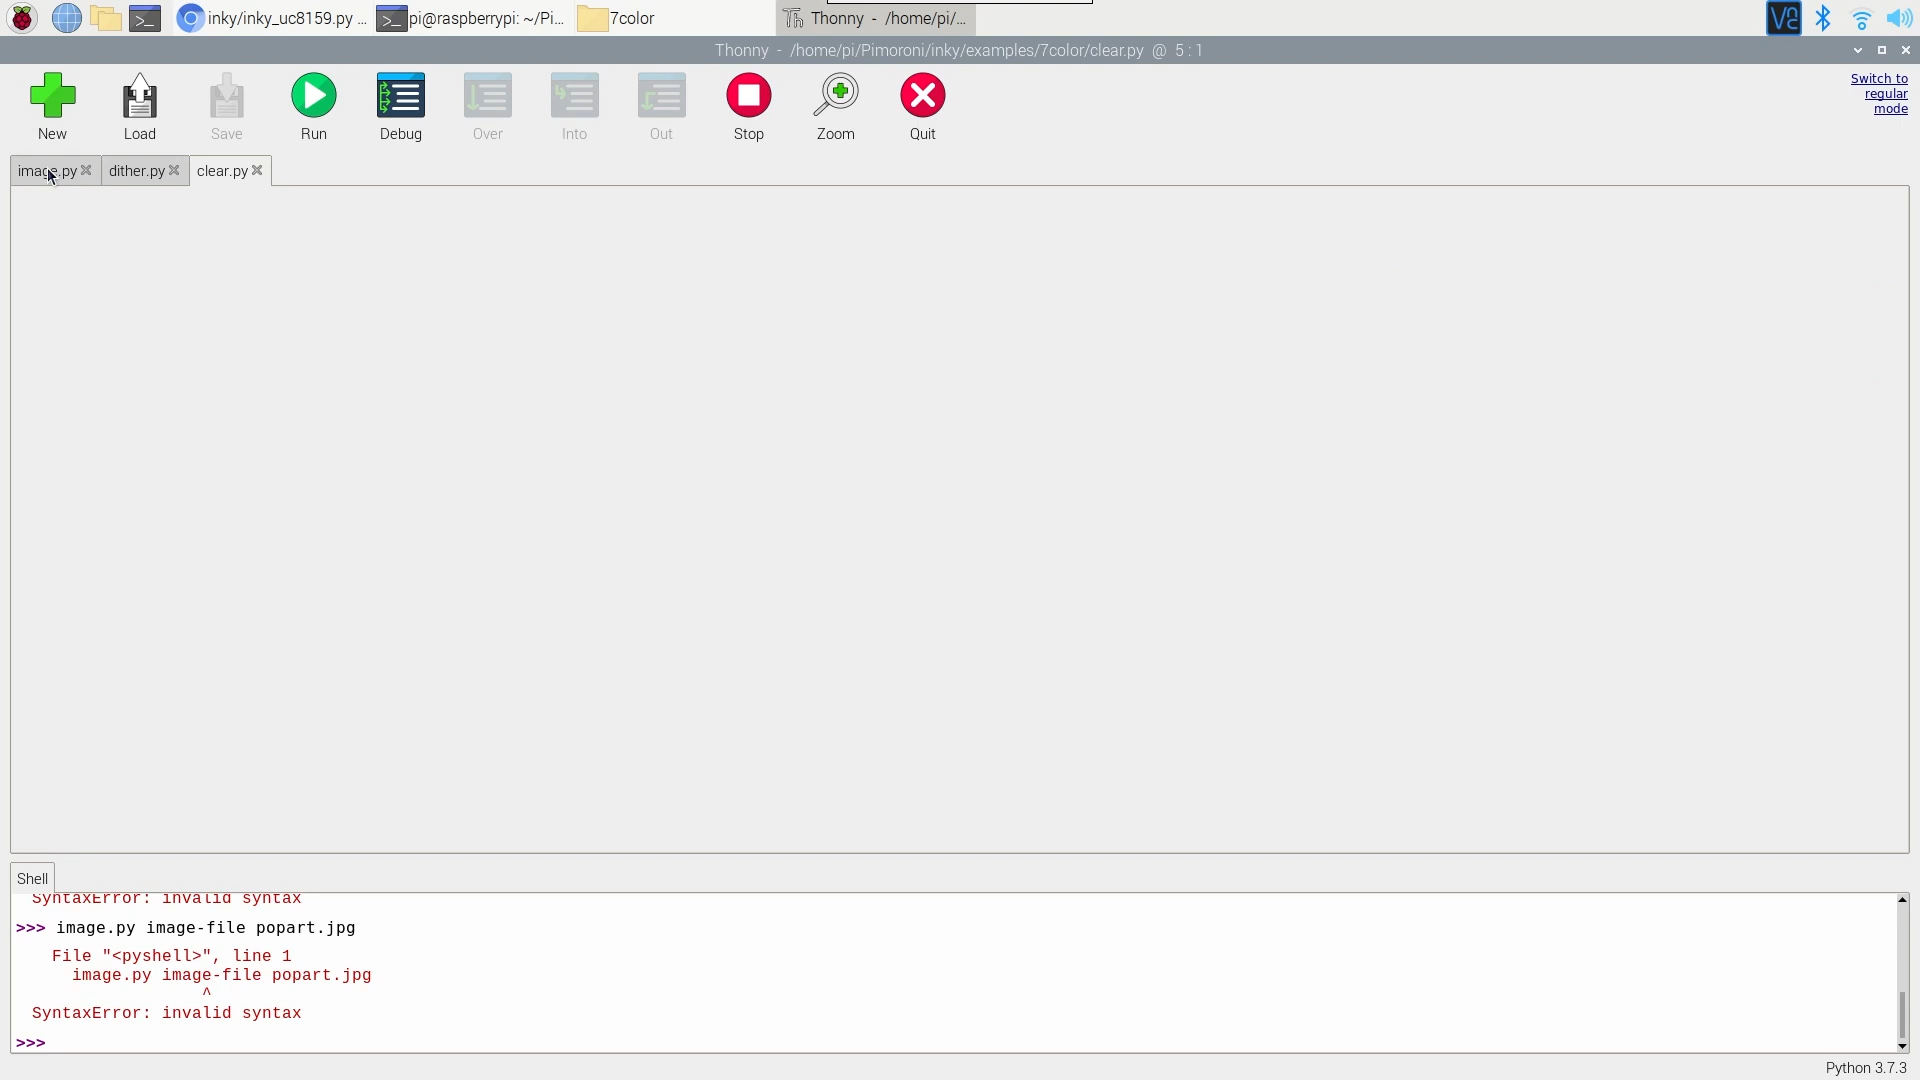 inky/inky_uc8159.py ...
pi@raspberrypi: ~/Pi...
7color
Thonny - /home/pi/...
Thonny - /home/pi/Pimoroni/inky/examples/7color/clear.py @ 5 : 1
New
Load
Save
Run
Debug
Over
Into
Out
Stop
Zoom
Quit
Switch to
regular
mode
image.py
dither.py
clear.py
Shell
SyntaxError: invalid syntax
>>> image.py image-file popart.jpg
File "<pyshell>", line 1
image.py image-file popart.jpg
^
SyntaxError: invalid syntax
>>>
Python 3.7.3